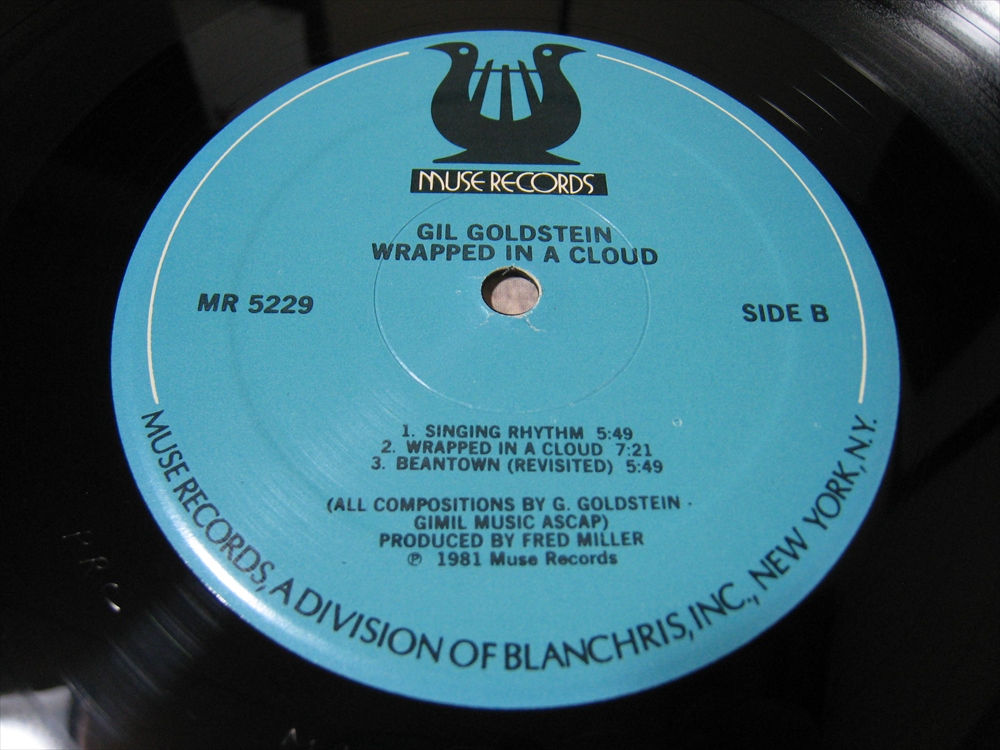 MUSE RECORDS
GIL GOLDSTEIN
WRAPPED IN A CLOUD
MR 5229
SIDE B
1. SINGING RHYTHM 5:49
2. WRAPPED IN A CLOUD 7:21
3. BEANTOWN (REVISITED) 5:49
(ALL COMPOSITIONS BY G. GOLDSTEIN ·
GIMIL MUSIC ASCAP)
PRODUCED BY FRED MILLER
℗ 1981 Muse Records
MUSE RECORDS, A DIVISION OF BLANCHRIS, INC., NEW YORK, N.Y.